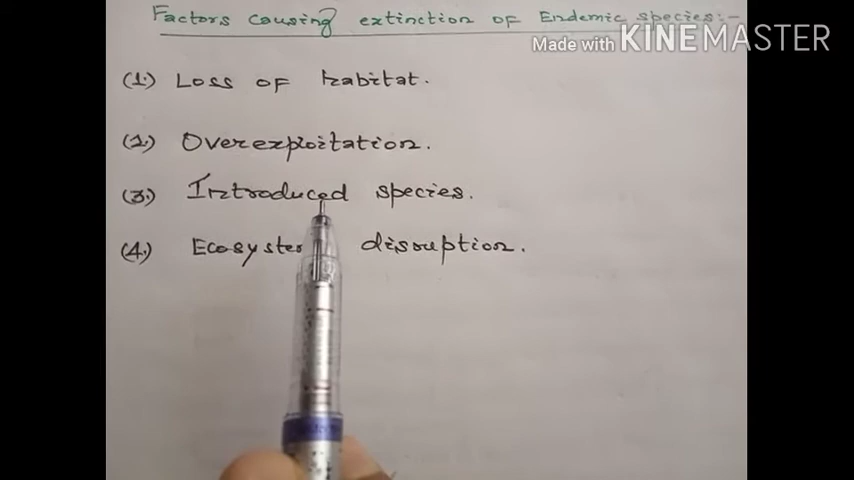 Factors causing extinction of Endemic species:-
Made with KINEMASTER
(1.) Loss of habitat.
(2.) Overexploitation.
(3.) Introduced species.
(4.) Ecosystem disruption.